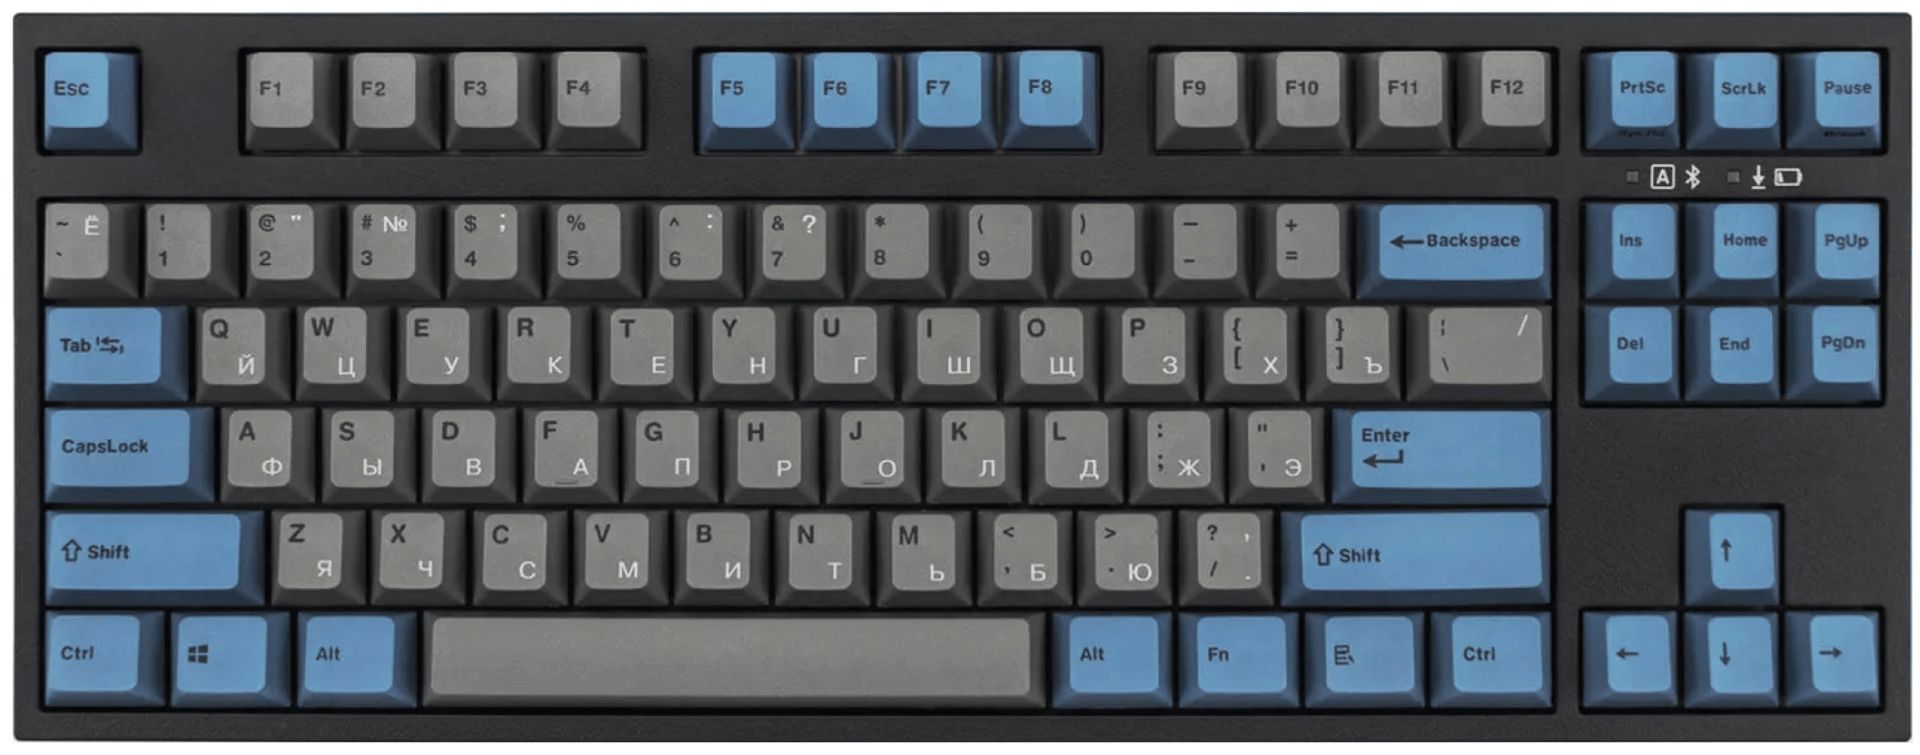 Esc F1 F2 F3 F4 F5 F6 F7 F8 F9 F10 F11 F12 PrtSc ScrLk Pause
A
~ Ё ! @ " # № $ ; % ^ : & ? * ( ) — + ←Backspace Ins Home PgUp
` 1 2 3 4 5 6 7 8 9 0 - =
Tab Q W E R T Y U I O P { } ¦ / Del End PgDn
Й Ц У К Е Н Г Ш Щ З [ Х ] Ъ \
CapsLock A S D F G H J K L : " Enter
Ф Ы В А П Р О Л Д ; Ж ' Э
⇧ Shift Z X C V B N M < > ? , ⇧ Shift ↑
Я Ч С М И Т Ь , Б . Ю / .
Ctrl Alt Alt Fn Ctrl ← ↓ →